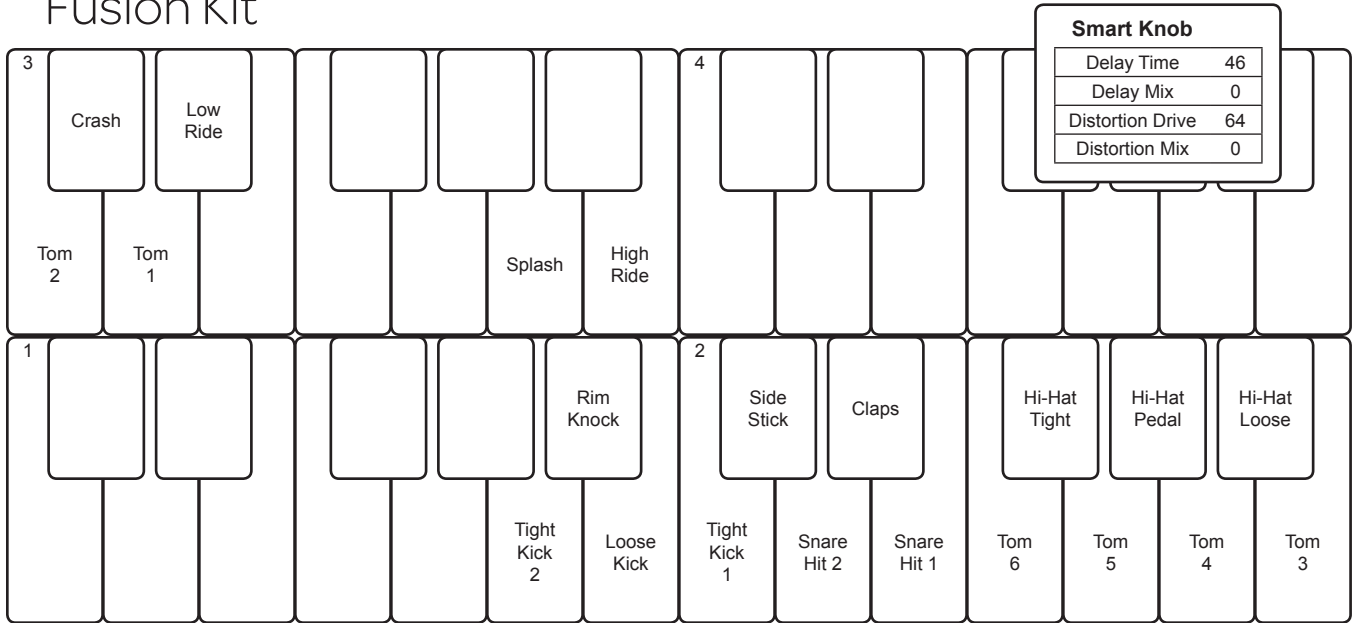 Fusion Kit
Smart Knob
Delay Time 46
Delay Mix 0
Distortion Drive 64
Distortion Mix 0
3
4
Crash
Low
Ride
Tom
2
Tom
1
Splash
High
Ride
1
2
Rim
Knock
Side
Stick
Claps
Hi-Hat
Tight
Hi-Hat
Pedal
Hi-Hat
Loose
Tight
Kick
2
Loose
Kick
Tight
Kick
1
Snare
Hit 2
Snare
Hit 1
Tom
6
Tom
5
Tom
4
Tom
3